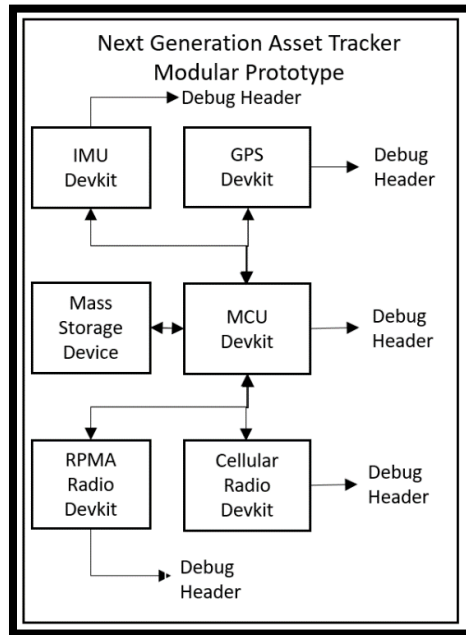 Next Generation Asset Tracker
Modular Prototype
Debug Header
IMU
Devkit
GPS
Devkit
Debug
Header
Mass
Storage
Device
MCU
Devkit
Debug
Header
RPMA
Radio
Devkit
Cellular
Radio
Devkit
Debug
Header
Debug
Header